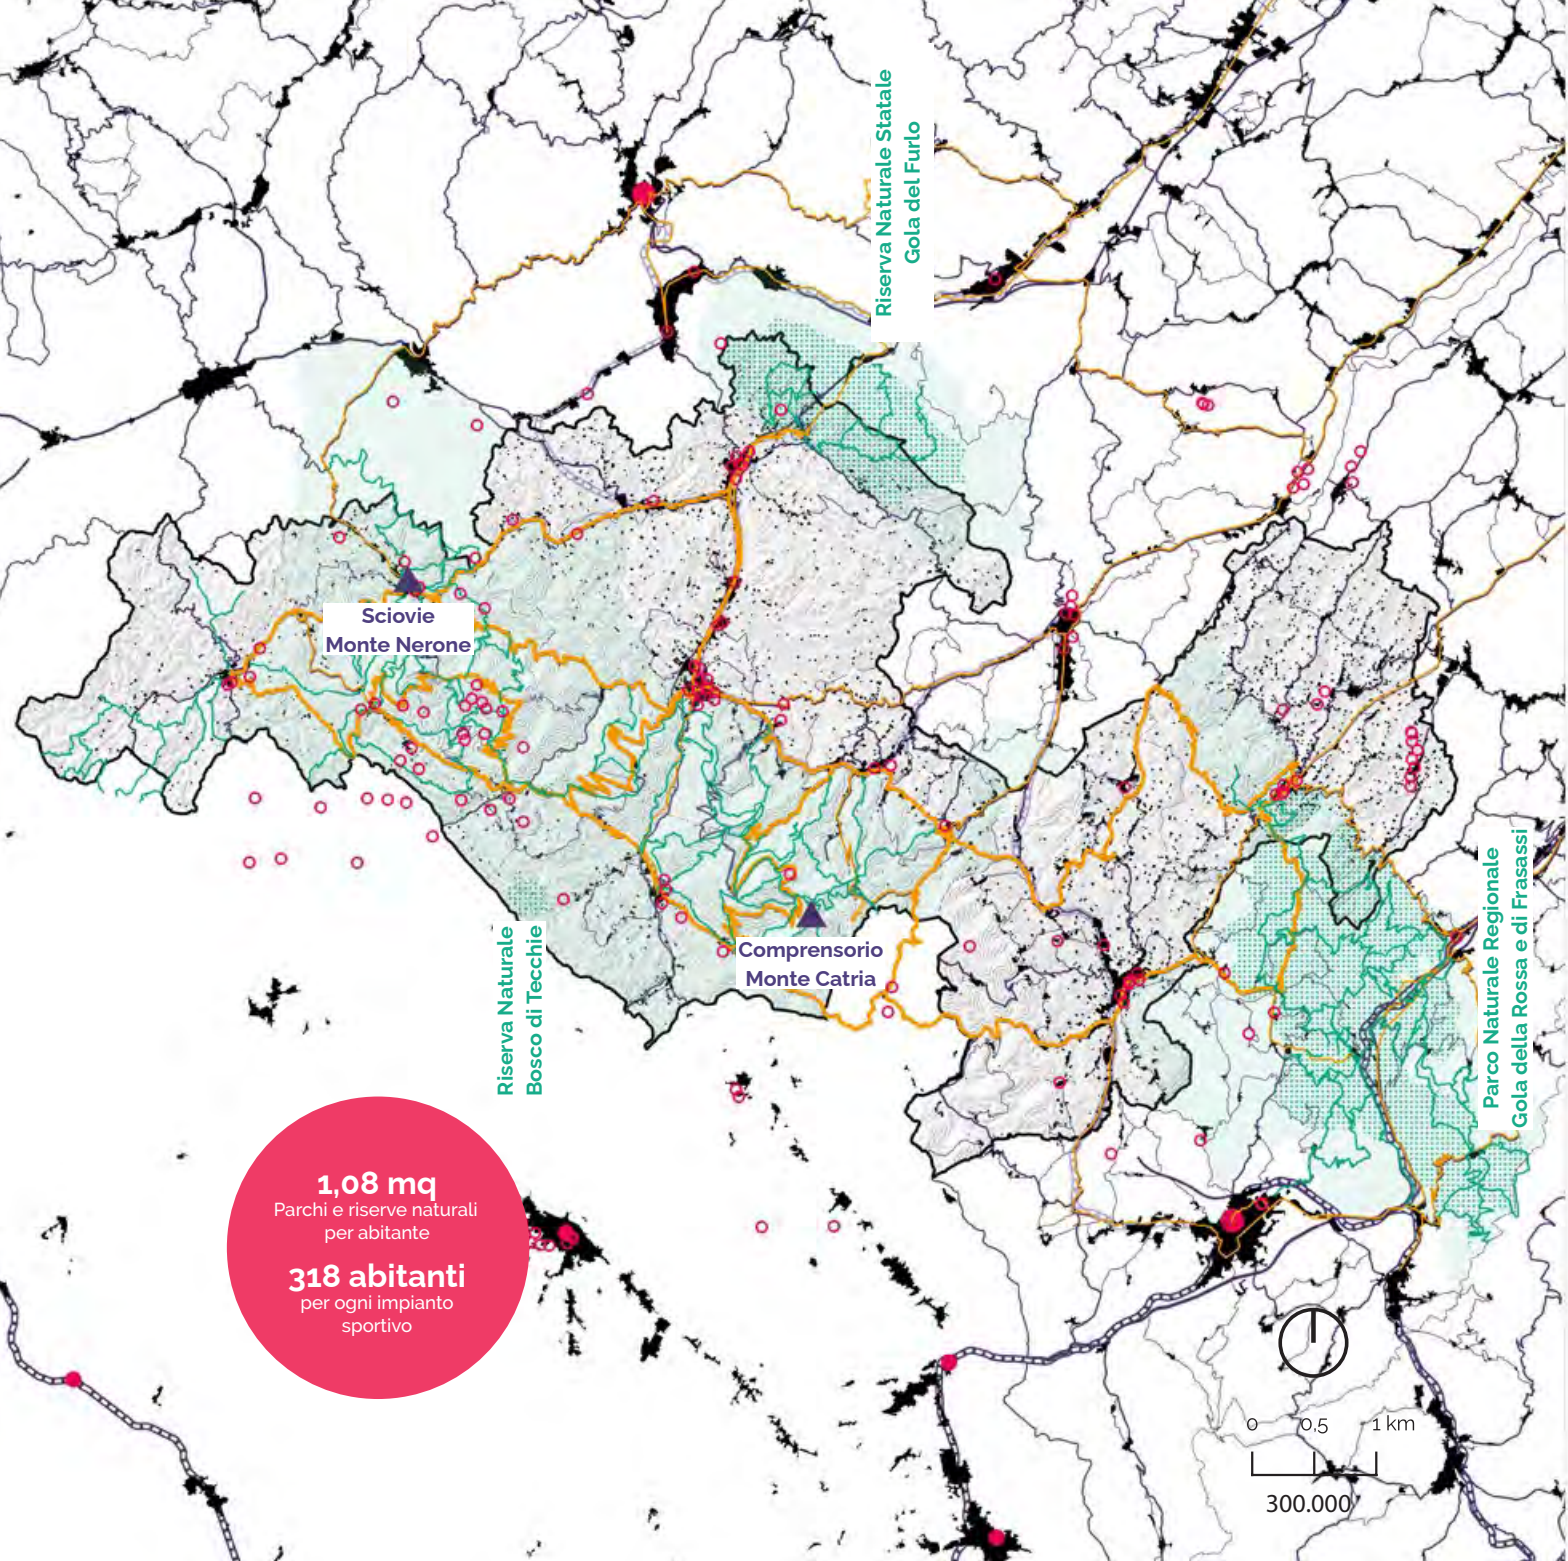 Riserva Naturale Statale
Gola del Furlo
Sciovie
Monte Nerone
Comprensorio
Monte Catria
Riserva Naturale
Bosco di Tecchie
Parco Naturale Regionale
Gola della Rossa e di Frasassi
1,08 mq
Parchi e riserve naturali
per abitante
318 abitanti
per ogni impianto
sportivo
0 0,5 1 km
300.000